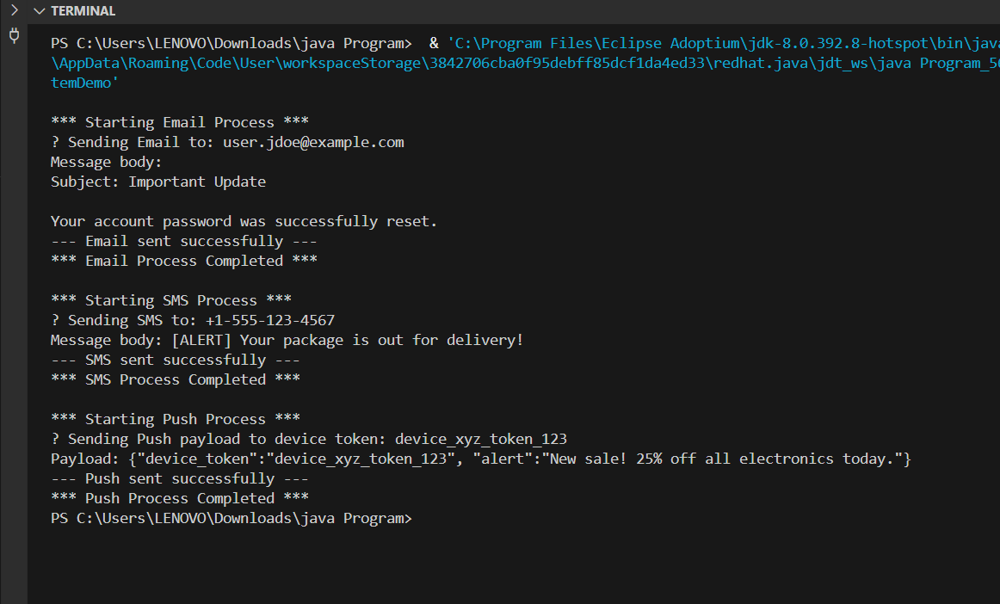 TERMINAL
PS C:\Users\LENOVO\Downloads\java Program>  & 'C:\Program Files\Eclipse Adoptium\jdk-8.0.392.8-hotspot\bin\java
\AppData\Roaming\Code\User\workspaceStorage\3842706cba0f95debff85dcf1da4ed33\redhat.java\jdt_ws\java Program_50
temDemo'
*** Starting Email Process ***
? Sending Email to: user.jdoe@example.com
Message body:
Subject: Important Update
Your account password was successfully reset.
--- Email sent successfully ---
*** Email Process Completed ***
*** Starting SMS Process ***
? Sending SMS to: +1-555-123-4567
Message body: [ALERT] Your package is out for delivery!
--- SMS sent successfully ---
*** SMS Process Completed ***
*** Starting Push Process ***
? Sending Push payload to device token: device_xyz_token_123
Payload: {"device_token":"device_xyz_token_123", "alert":"New sale! 25% off all electronics today."}
--- Push sent successfully ---
*** Push Process Completed ***
PS C:\Users\LENOVO\Downloads\java Program>